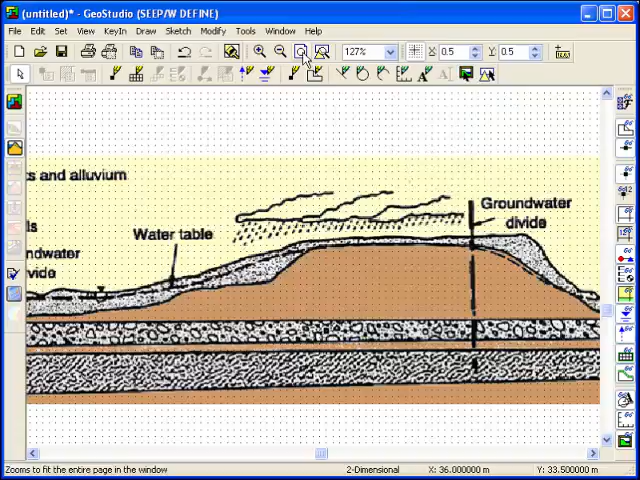 (untitled)* - GeoStudio (SEEP/W DEFINE)
File Edit Set View KeyIn Draw Sketch Modify Tools Window Help
127% X 0.5 Y 0.5
s and alluvium
Groundwater
divide
Water table
ls
ndwater
vide
Zooms to fit the entire page in the window 2-Dimensional X: 36.000000 m Y: 33.500000 m